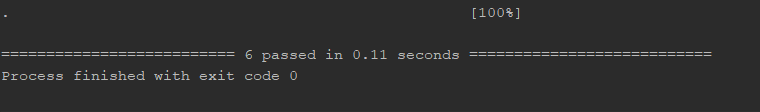 . [100%]
========================== 6 passed in 0.11 seconds ===========================
Process finished with exit code 0